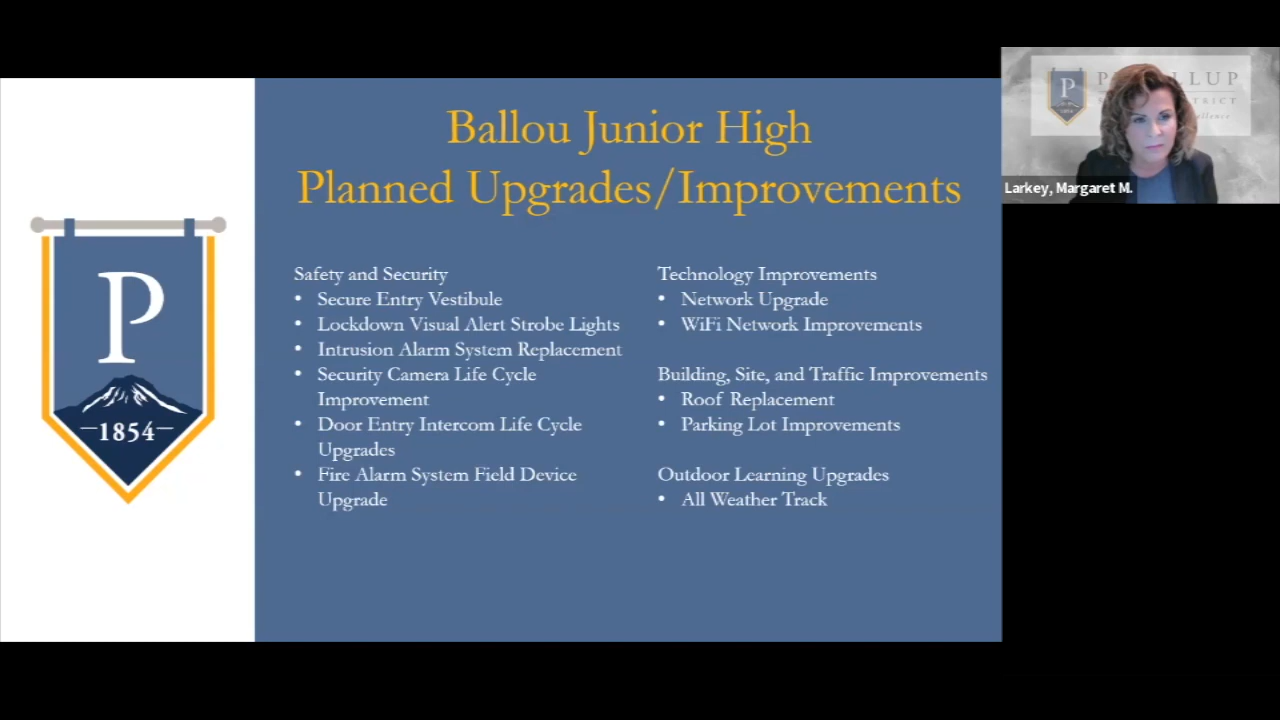 Ballou Junior High
Planned Upgrades/Improvements
P
1854
Safety and Security
• Secure Entry Vestibule
• Lockdown Visual Alert Strobe Lights
• Intrusion Alarm System Replacement
• Security Camera Life Cycle
Improvement
• Door Entry Intercom Life Cycle
Upgrades
• Fire Alarm System Field Device
Upgrade
Technology Improvements
• Network Upgrade
• WiFi Network Improvements
Building, Site, and Traffic Improvements
• Roof Replacement
• Parking Lot Improvements
Outdoor Learning Upgrades
• All Weather Track
P
Larkey, Margaret M.